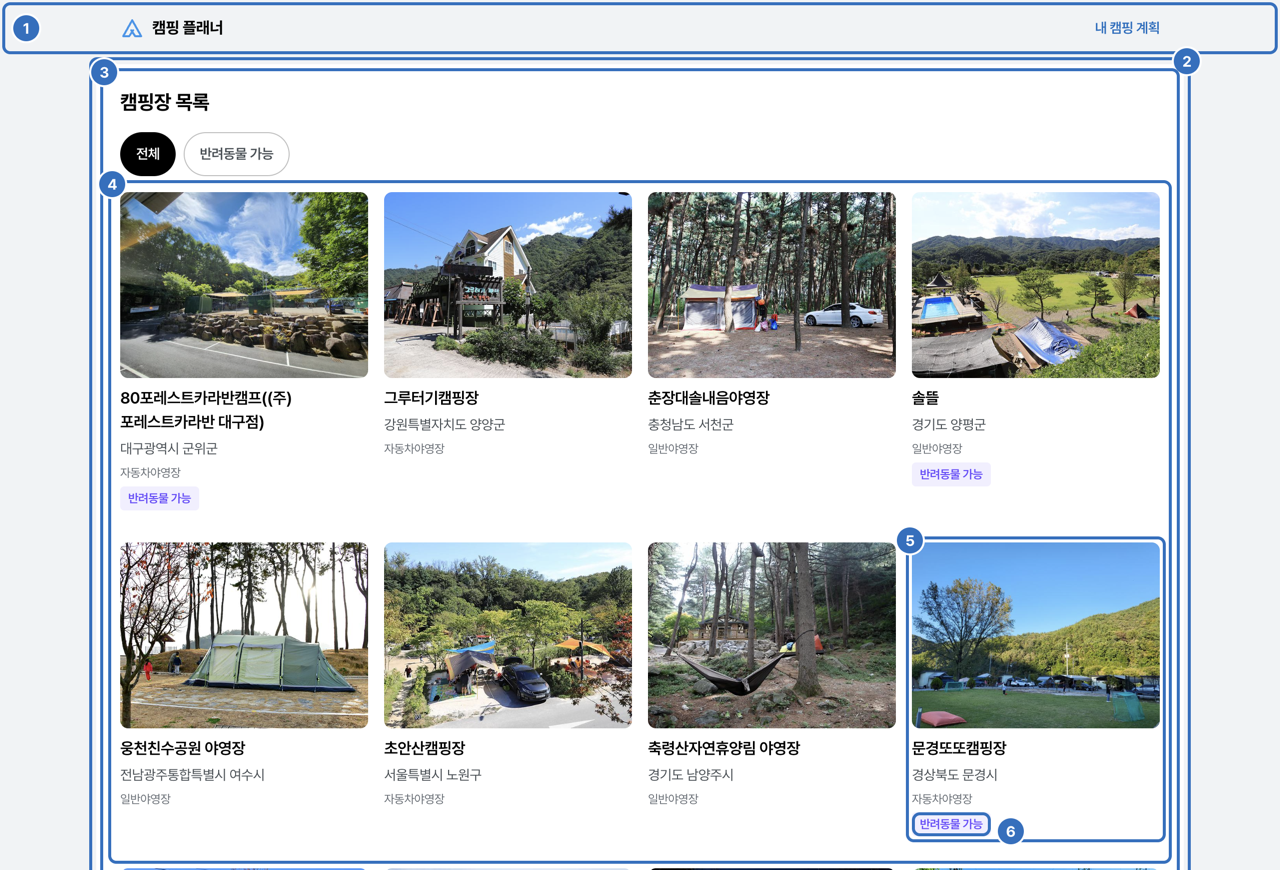 1
캠핑 플래너
내 캠핑 계획
2
3
캠핑장 목록
전체
반려동물 가능
4
그루터기
80포레스트카라반캠프((주)
포레스트카라반 대구점)
대구광역시 군위군
자동차야영장
반려동물 가능
그루터기캠핑장
강원특별자치도 양양군
자동차야영장
춘장대솔내음야영장
충청남도 서천군
일반야영장
솔뜰
경기도 양평군
일반야영장
반려동물 가능
5
웅천친수공원 야영장
전남광주통합특별시 여수시
일반야영장
초안산캠핑장
서울특별시 노원구
자동차야영장
축령산자연휴양림 야영장
경기도 남양주시
일반야영장
문경또또캠핑장
경상북도 문경시
자동차야영장
반려동물 가능
6